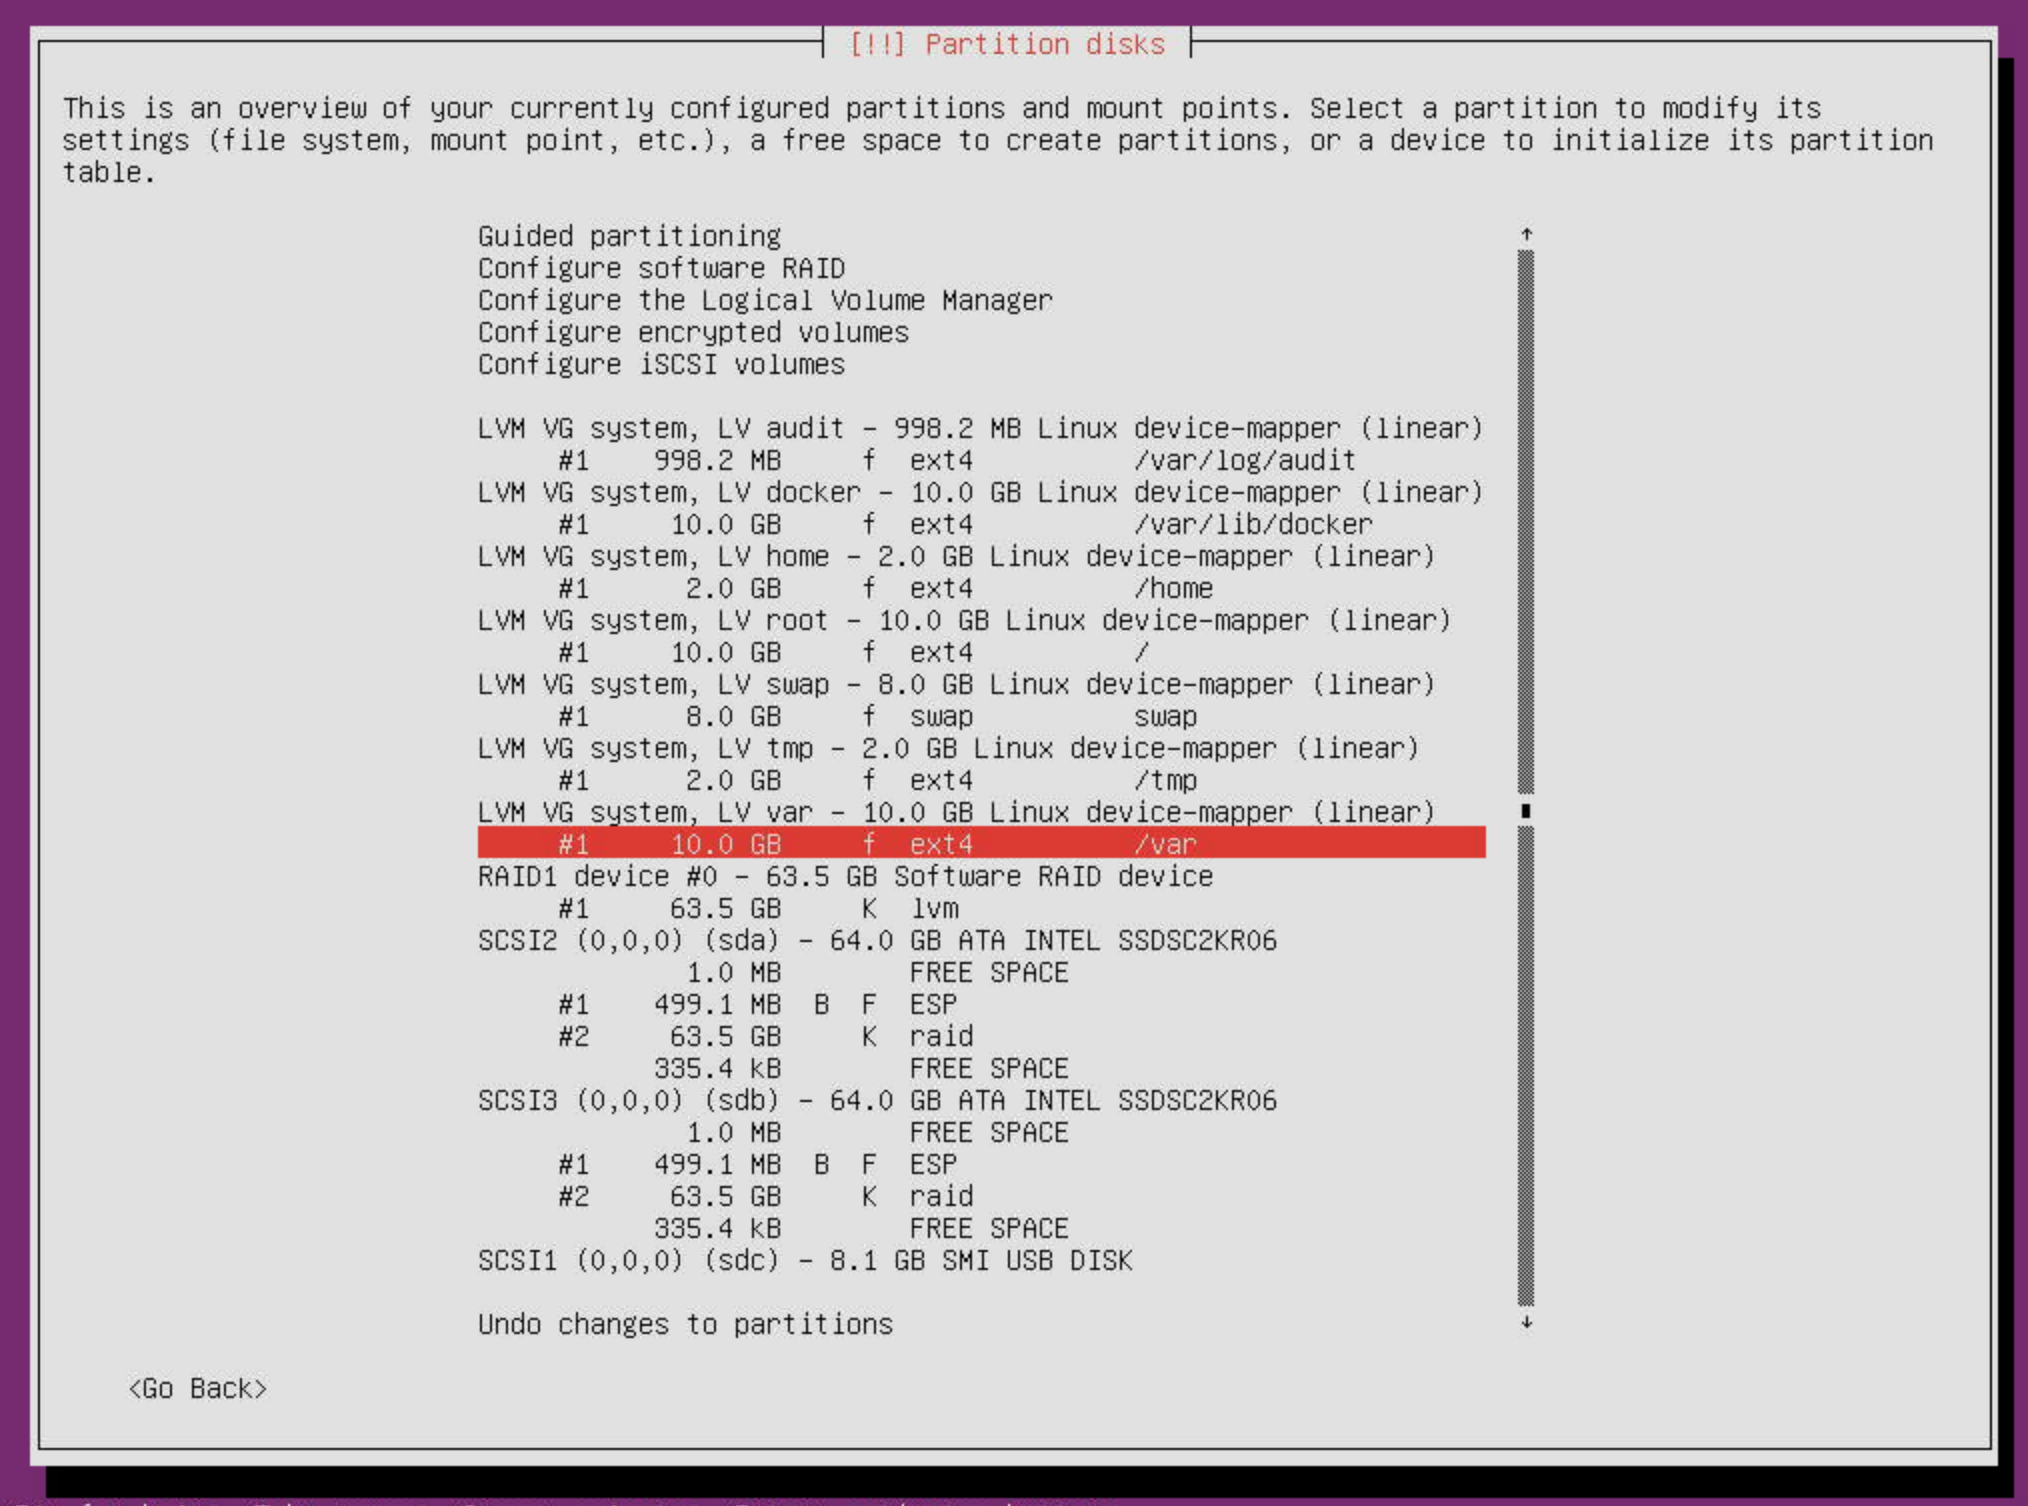 [!!] Partition disks
This is an overview of your currently configured partitions and mount points. Select a partition to modify its
settings (file system, mount point, etc.), a free space to create partitions, or a device to initialize its partition
table.
Guided partitioning
Configure software RAID
Configure the Logical Volume Manager
Configure encrypted volumes
Configure iSCSI volumes
LVM VG system, LV audit - 998.2 MB Linux device-mapper (linear)
#1 998.2 MB f ext4 /var/log/audit
LVM VG system, LV docker - 10.0 GB Linux device-mapper (linear)
#1 10.0 GB f ext4 /var/lib/docker
LVM VG system, LV home - 2.0 GB Linux device-mapper (linear)
#1 2.0 GB f ext4 /home
LVM VG system, LV root - 10.0 GB Linux device-mapper (linear)
#1 10.0 GB f ext4 /
LVM VG system, LV swap - 8.0 GB Linux device-mapper (linear)
#1 8.0 GB f swap swap
LVM VG system, LV tmp - 2.0 GB Linux device-mapper (linear)
#1 2.0 GB f ext4 /tmp
LVM VG system, LV var - 10.0 GB Linux device-mapper (linear)
#1 10.0 GB f ext4 /var
RAID1 device #0 - 63.5 GB Software RAID device
#1 63.5 GB K lvm
SCSI2 (0,0,0) (sda) - 64.0 GB ATA INTEL SSDSC2KR06
1.0 MB FREE SPACE
#1 499.1 MB B F ESP
#2 63.5 GB K raid
335.4 kB FREE SPACE
SCSI3 (0,0,0) (sdb) - 64.0 GB ATA INTEL SSDSC2KR06
1.0 MB FREE SPACE
#1 499.1 MB B F ESP
#2 63.5 GB K raid
335.4 kB FREE SPACE
SCSI1 (0,0,0) (sdc) - 8.1 GB SMI USB DISK
Undo changes to partitions
<Go Back>